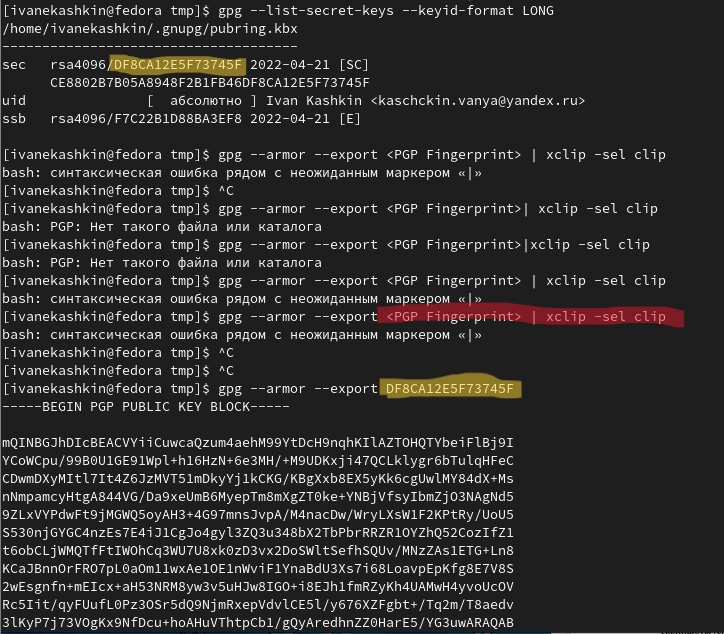 [ivanekashkin@fedora tmp]$ gpg --list-secret-keys --keyid-format LONG
/home/ivanekashkin/.gnupg/pubring.kbx
-------------------------------------
sec   rsa4096/DF8CA12E5F73745F 2022-04-21 [SC]
      CE8802B7B05A8948F2B1FB46DF8CA12E5F73745F
uid               [  абсолютно ] Ivan Kashkin <kaschckin.vanya@yandex.ru>
ssb   rsa4096/F7C22B1D88BA3EF8 2022-04-21 [E]
[ivanekashkin@fedora tmp]$ gpg --armor --export <PGP Fingerprint> | xclip -sel clip
bash: синтаксическая ошибка рядом с неожиданным маркером «|»
[ivanekashkin@fedora tmp]$ ^C
[ivanekashkin@fedora tmp]$ gpg --armor --export <PGP Fingerprint>| xclip -sel clip
bash: PGP: Нет такого файла или каталога
[ivanekashkin@fedora tmp]$ gpg --armor --export <PGP Fingerprint>|xclip -sel clip
bash: PGP: Нет такого файла или каталога
[ivanekashkin@fedora tmp]$ gpg --armor --export <PGP Fingerprint> | xclip -sel clip
bash: синтаксическая ошибка рядом с неожиданным маркером «|»
[ivanekashkin@fedora tmp]$ gpg --armor --export <PGP Fingerprint> | xclip -sel clip
bash: синтаксическая ошибка рядом с неожиданным маркером «|»
[ivanekashkin@fedora tmp]$ ^C
[ivanekashkin@fedora tmp]$ ^C
[ivanekashkin@fedora tmp]$ gpg --armor --export DF8CA12E5F73745F
-----BEGIN PGP PUBLIC KEY BLOCK-----
mQINBGJhDIcBEACVYiiCuwcaQzum4aehM99YtDcH9nqhKIlAZTOHQTYbeiFlBj9I
YCoWCpu/99B0U1GE91Wpl+h16HzN+6e3MH/+M9UDKxji47QCLklygr6bTulqHFeC
CDwmDXyMItl7It4Z6JzMVT51mDkyYj1kCKG/KBgXxb8EX5yKk6cgUwlMY84dX+Ms
nNmpamcyHtgA844VG/Da9xeUmB6MyepTm8mXgZT0ke+YNBjVfsyIbmZjO3NAgNd5
9ZLxVYPdwFt9jMGWQ5oyAH3+4G97mnsJvpA/M4nacDw/WryLXsW1F2KPtRy/UoU5
S530njGYGC4nzEs7E4iJ1CgJo4gyl3ZQ3u348bX2TbPbrRRZR1OYZhQ52CozIfZ1
t6obCLjWMQTfFtIWOhCq3WU7U8xk0zD3vx2DoSWltSefhSQUv/MNzZAs1ETG+Ln8
KCaJBnnOrFRO7pL0aOm11wxAe1OE1nWviF1YnaBdU3Xs7i68LoavpEpKfg8E7V8S
2wEsgnfn+mEIcx+aH53NRM8yw3v5uHJw8IGO+i8EJh1fmRZyKh4UAMwH4yvoUcOV
Rc5Iit/qyFUufL0Pz3OSr5dQ9NjmRxepVdvlCE5l/y676XZFgbt+/Tq2m/T8aedv
3lKyP7j73VOgKx9NfDcu+hoAHuVThtpCb1/gQyAredhnZZ0HarE5/YG3uwARAQAB